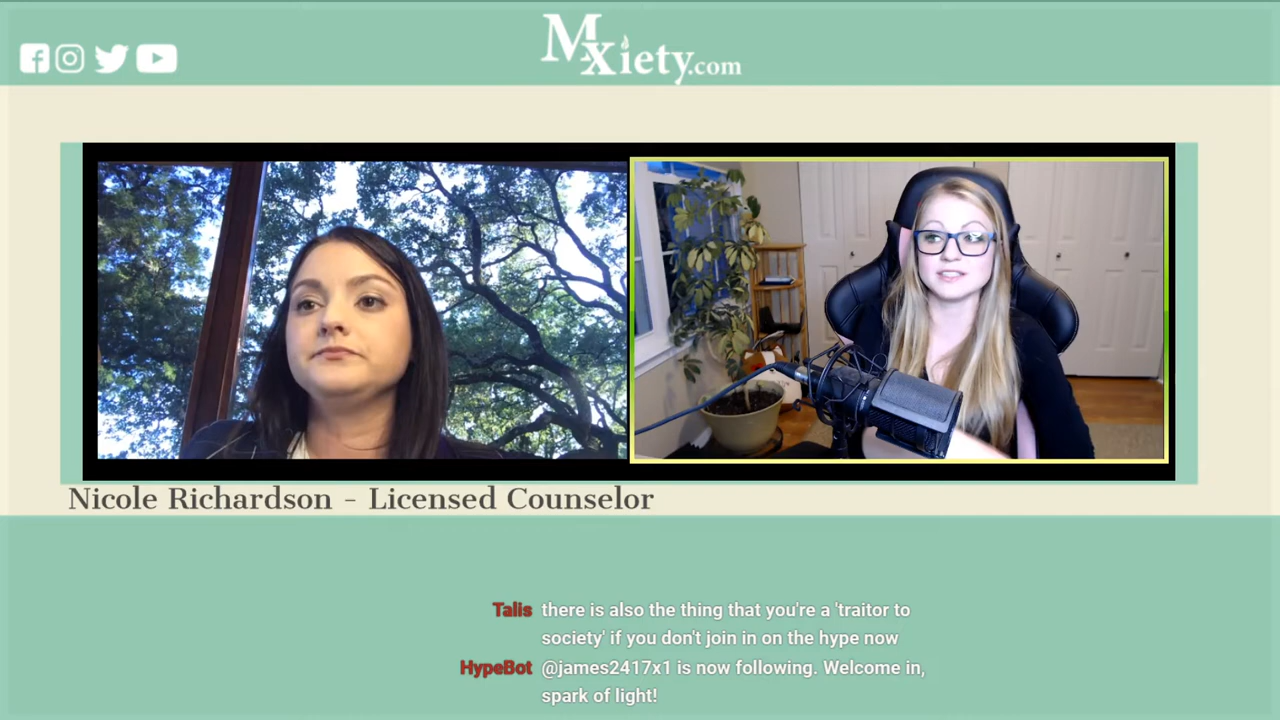 Mxiety.com
Nicole Richardson - Licensed Counselor
Talis there is also the thing that you're a 'traitor to
society' if you don't join in on the hype now
HypeBot @james2417x1 is now following. Welcome in,
spark of light!